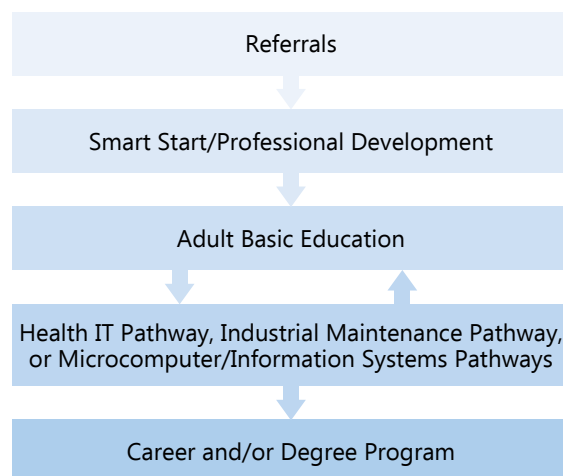 Referrals
Smart Start/Professional Development
Adult Basic Education
Health IT Pathway, Industrial Maintenance Pathway,
or Microcomputer/Information Systems Pathways
Career and/or Degree Program